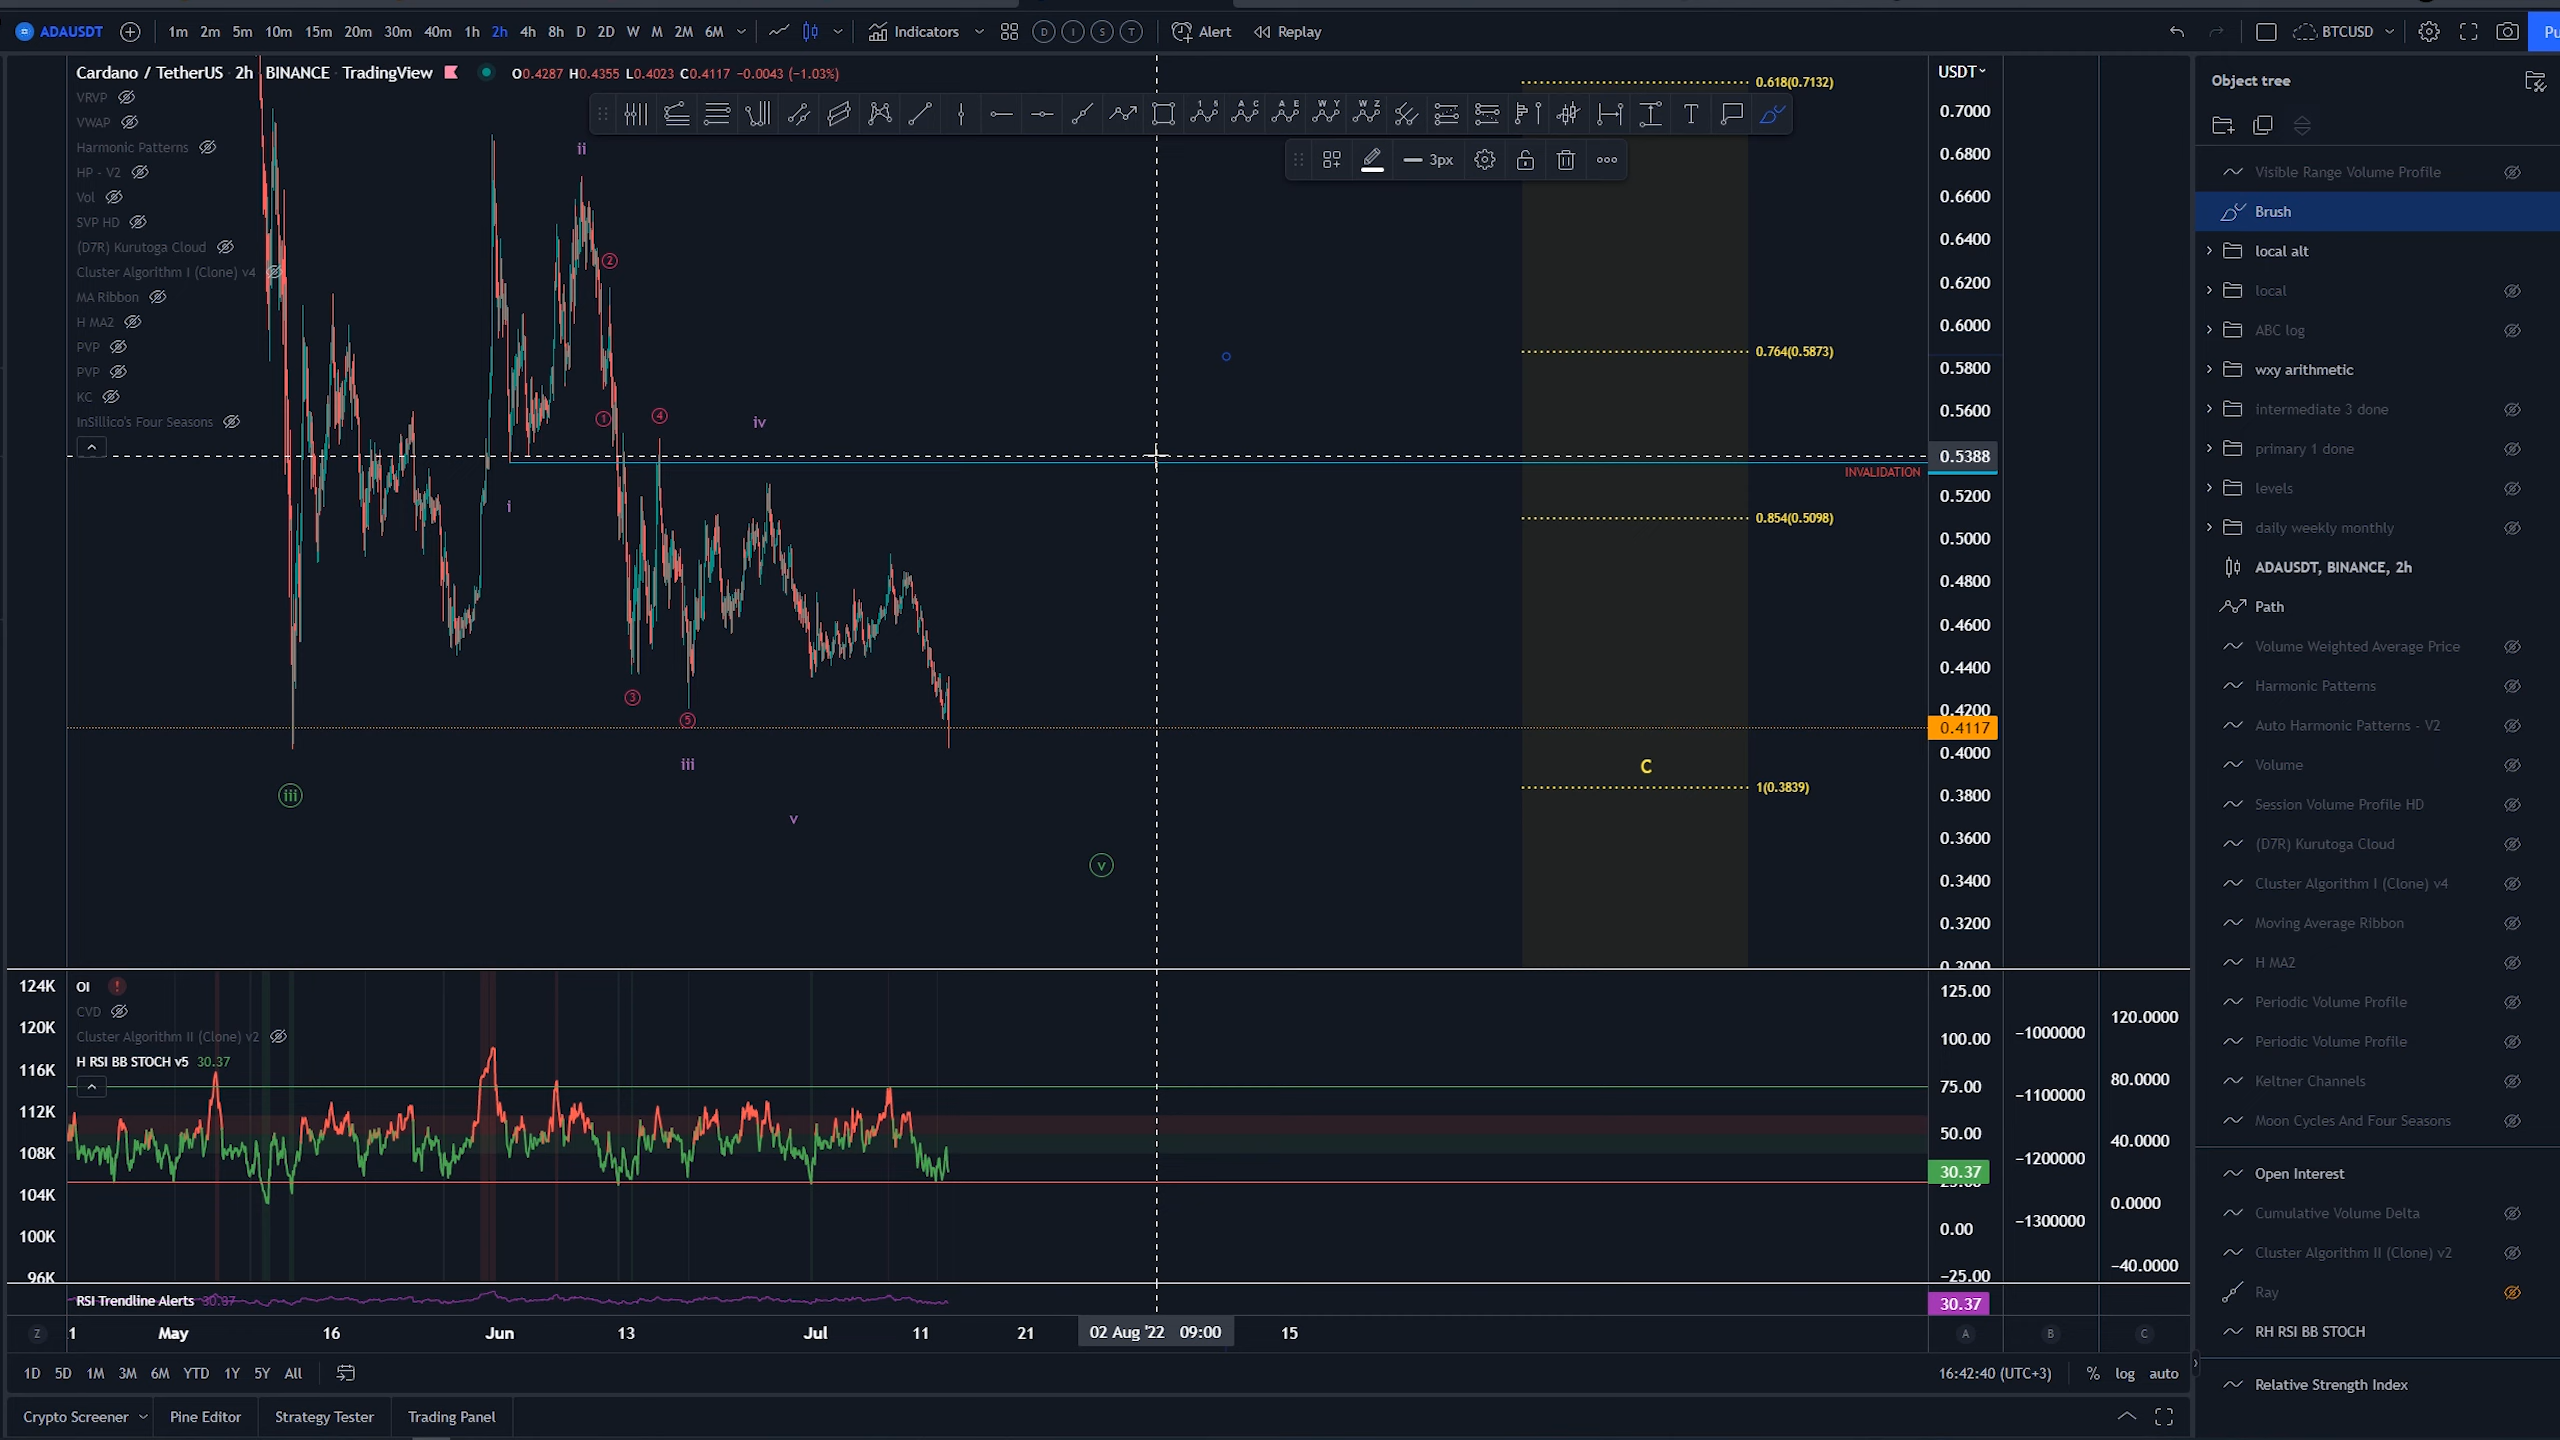 ADAUSDT 1m 2m 5m 10m 15m 20m 30m 40m 1h 2h 4h 8h D 2D W M 2M 6M Indicators D I S T Alert Replay BTCUSD Pu
Cardano / TetherUS 2h BINANCE TradingView O0.4287 H0.4355 L0.4023 C0.4117 −0.0043 (−1.03%)
VRVP
VWAP
Harmonic Patterns
HP - V2
Vol
SVP HD
(D7R) Kurutoga Cloud
Cluster Algorithm I (Clone) v4
MA Ribbon
H MA2
PVP
PVP
KC
InSillico's Four Seasons
3px
ii
2
1
4
iv
i
3
5
iii
iii
v
v
0.618(0.7132)
0.764(0.5873)
INVALIDATION
0.854(0.5098)
C
1(0.3839)
USDT
0.7000
0.6800
0.6600
0.6400
0.6200
0.6000
0.5800
0.5600
0.5388
0.5200
0.5000
0.4800
0.4600
0.4400
0.4200
0.4117
0.4000
0.3800
0.3600
0.3400
0.3200
0.3000
124K
120K
116K
112K
108K
104K
100K
96K
OI !
CVD
Cluster Algorithm II (Clone) v2
H RSI BB STOCH v5 30.37
125.00
100.00
75.00
50.00
30.37
25.00
0.00
−25.00
−1000000
−1100000
−1200000
−1300000
120.0000
80.0000
40.0000
0.0000
−40.0000
RSI Trendline Alerts 30.37
30.37
Z 1 May 16 Jun 13 Jul 11 21 02 Aug '22 09:00 15 A B C
1D 5D 1M 3M 6M YTD 1Y 5Y All 16:42:40 (UTC+3) % log auto
Crypto Screener Pine Editor Strategy Tester Trading Panel
Object tree
Visible Range Volume Profile
Brush
local alt
local
ABC log
wxy arithmetic
intermediate 3 done
primary 1 done
levels
daily weekly monthly
ADAUSDT, BINANCE, 2h
Path
Volume Weighted Average Price
Harmonic Patterns
Auto Harmonic Patterns - V2
Volume
Session Volume Profile HD
(D7R) Kurutoga Cloud
Cluster Algorithm I (Clone) v4
Moving Average Ribbon
H MA2
Periodic Volume Profile
Periodic Volume Profile
Keltner Channels
Moon Cycles And Four Seasons
Open Interest
Cumulative Volume Delta
Cluster Algorithm II (Clone) v2
Ray
RH RSI BB STOCH
Relative Strength Index